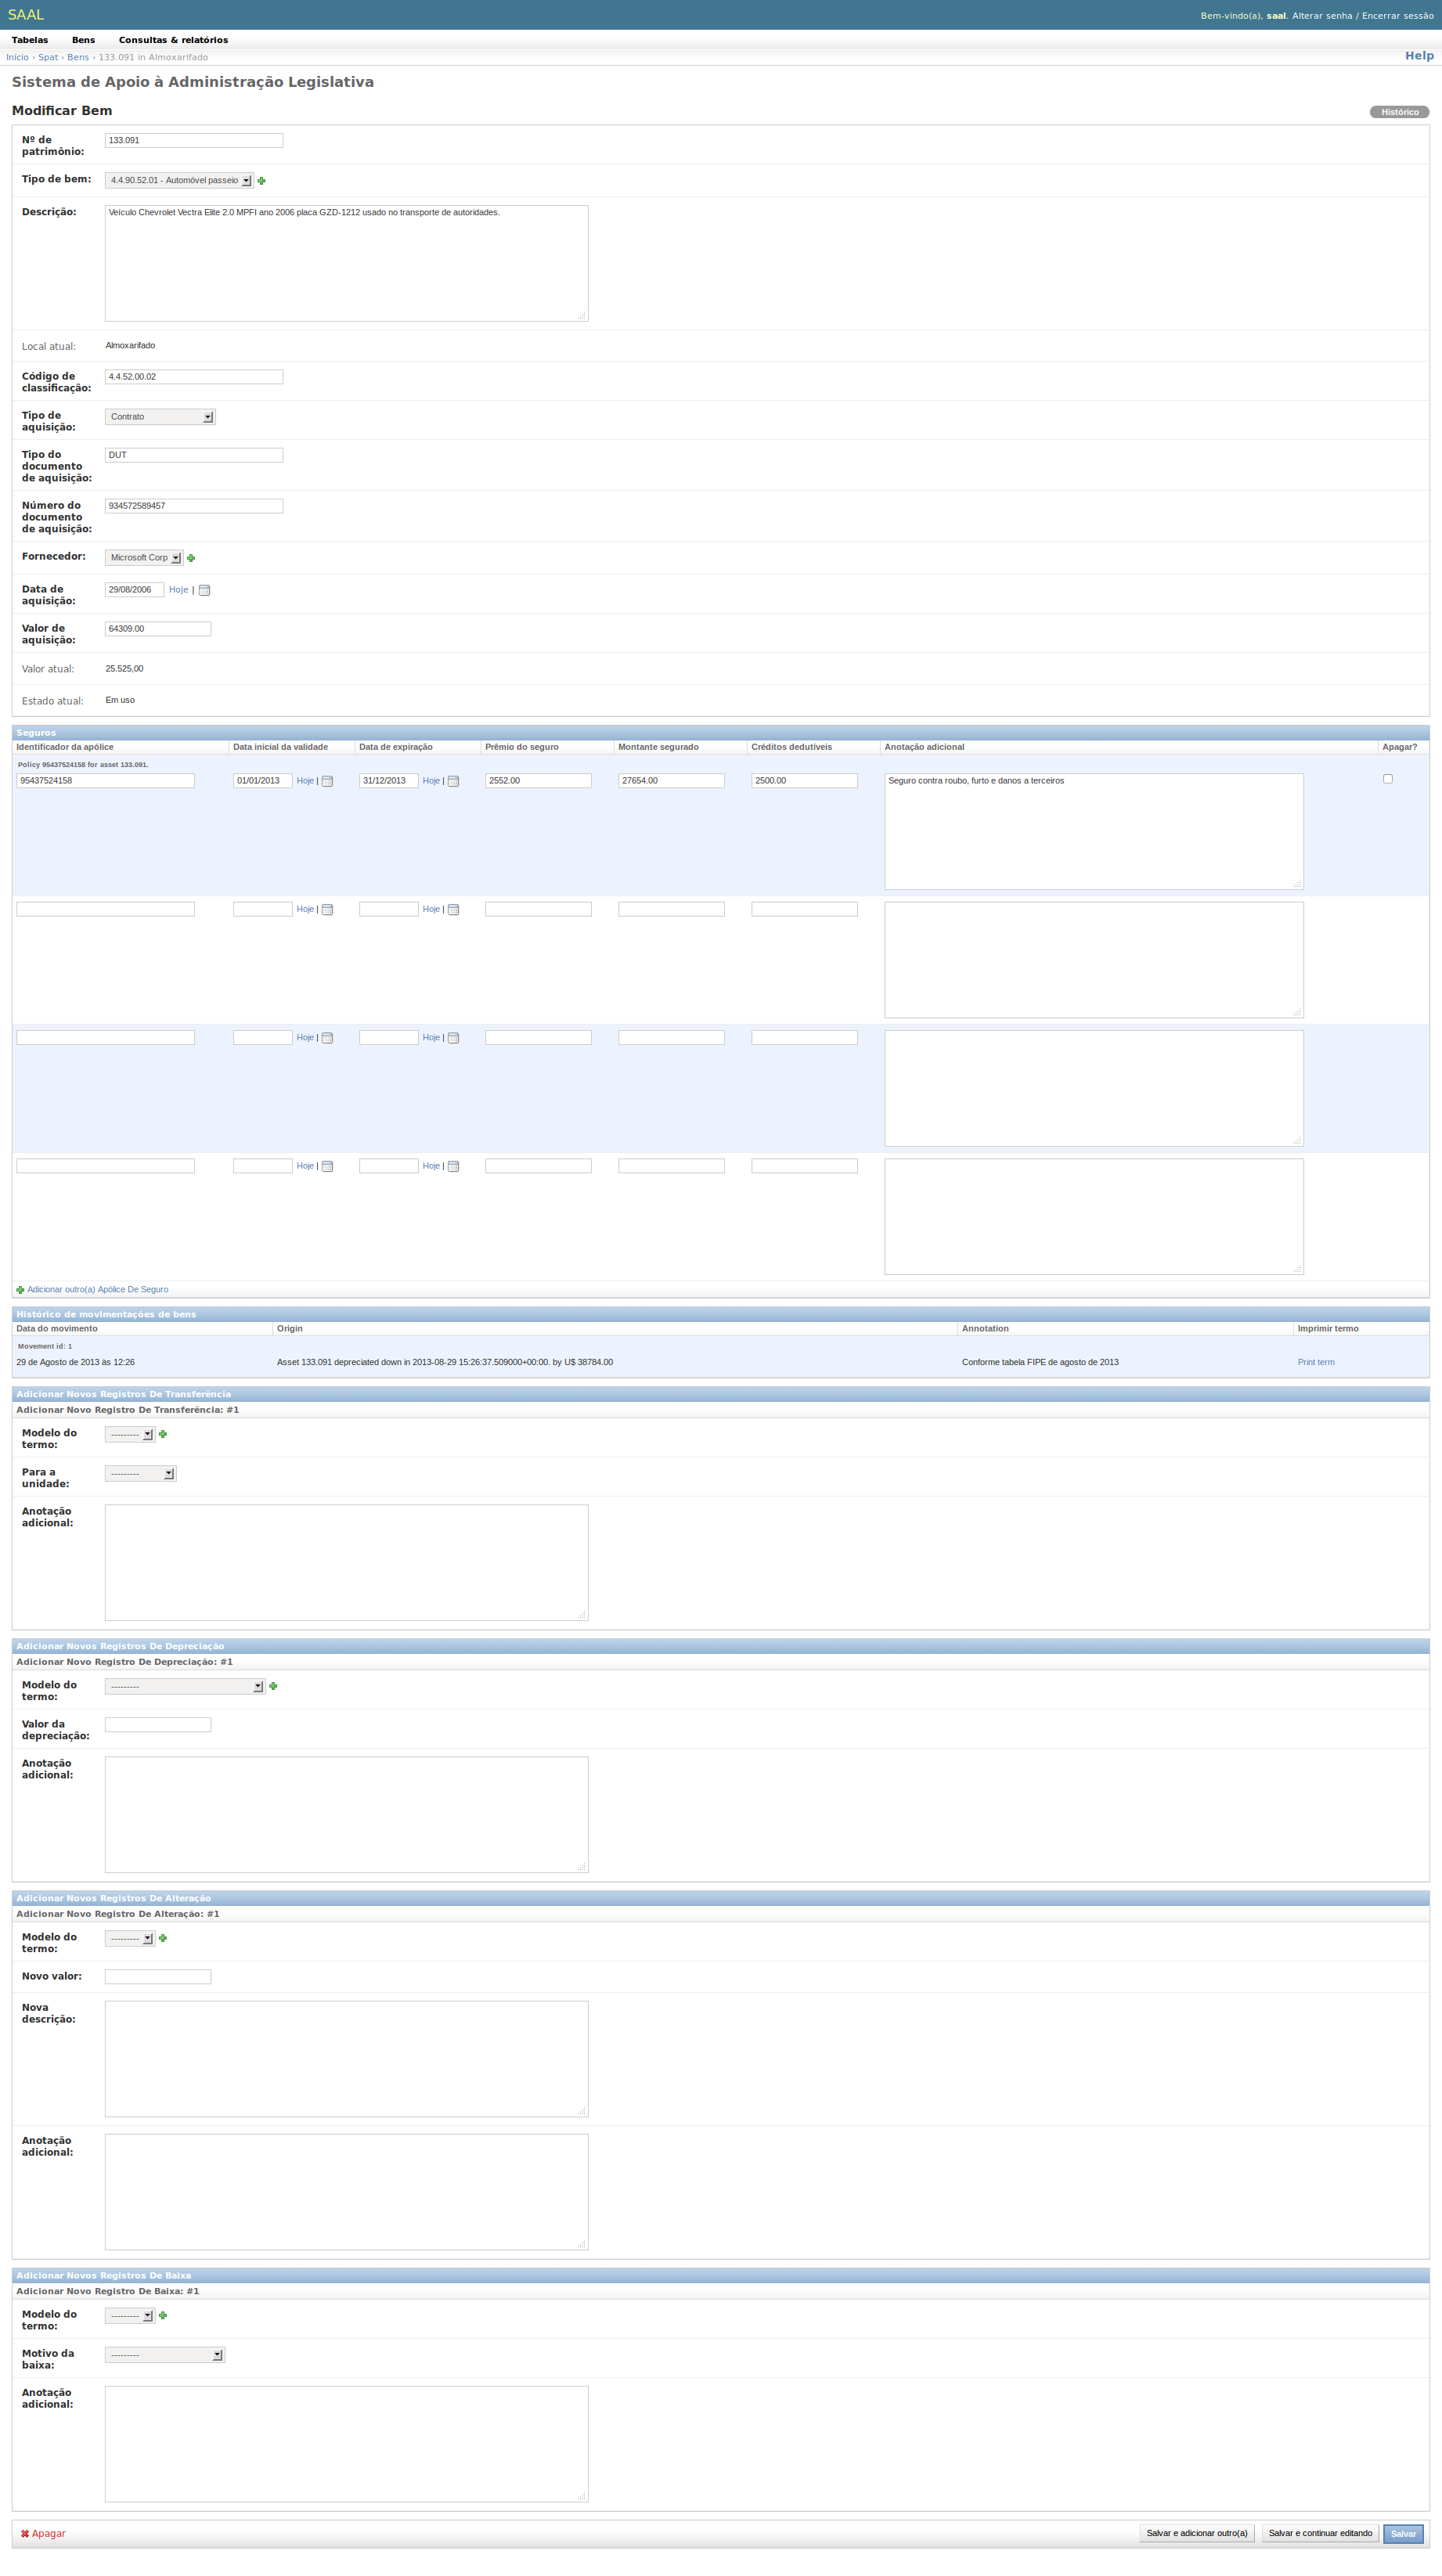 SAAL
Bem-vindo(a), saal. Alterar senha / Encerrar sessão
Tabelas Bens Consultas & relatórios
Início › Spat › Bens › 133.091 in Almoxarifado
Help
Sistema de Apoio à Administração Legislativa
Modificar Bem
Histórico
Nº de
patrimônio:
133.091
Tipo de bem:
4.4.90.52.01 - Automóvel passeio
Descrição:
Veículo Chevrolet Vectra Elite 2.0 MPFI ano 2006 placa GZD-1212 usado no transporte de autoridades.
Local atual:
Almoxarifado
Código de
classificação:
4.4.52.00.02
Tipo de
aquisição:
Contrato
Tipo do
documento
de aquisição:
DUT
Número do
documento
de aquisição:
934572589457
Fornecedor:
Microsoft Corp
Data de
aquisição:
29/08/2006 Hoje |
Valor de
aquisição:
64309.00
Valor atual:
25.525,00
Estado atual:
Em uso
Seguros
Identificador da apólice Data inicial da validade Data de expiração Prêmio do seguro Montante segurado Créditos dedutíveis Anotação adicional Apagar?
Policy 95437524158 for asset 133.091.
95437524158 01/01/2013 Hoje | 31/12/2013 Hoje | 2552.00 27654.00 2500.00 Seguro contra roubo, furto e danos a terceiros
Hoje | Hoje |
Hoje | Hoje |
Hoje | Hoje |
Adicionar outro(a) Apólice De Seguro
Histórico de movimentações de bens
Data do movimento Origin Annotation Imprimir termo
Movement id: 1
29 de Agosto de 2013 às 12:26 Asset 133.091 depreciated down in 2013-08-29 15:26:37.509000+00:00. by U$ 38784.00 Conforme tabela FIPE de agosto de 2013 Print term
Adicionar Novos Registros De Transferência
Adicionar Novo Registro De Transferência: #1
Modelo do
termo:
---------
Para a
unidade:
---------
Anotação
adicional:
Adicionar Novos Registros De Depreciação
Adicionar Novo Registro De Depreciação: #1
Modelo do
termo:
---------
Valor da
depreciação:
Anotação
adicional:
Adicionar Novos Registros De Alteração
Adicionar Novo Registro De Alteração: #1
Modelo do
termo:
---------
Novo valor:
Nova
descrição:
Anotação
adicional:
Adicionar Novos Registros De Baixa
Adicionar Novo Registro De Baixa: #1
Modelo do
termo:
---------
Motivo da
baixa:
---------
Anotação
adicional:
Apagar
Salvar e adicionar outro(a) Salvar e continuar editando Salvar